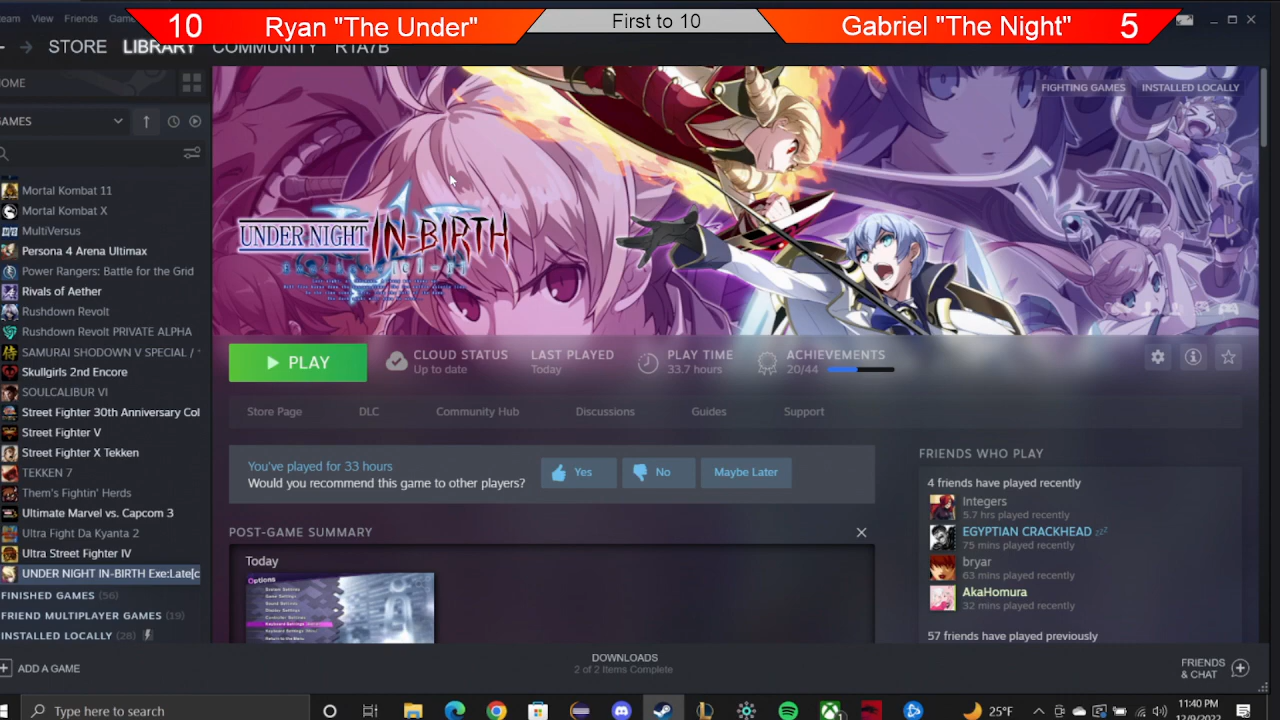 eam View Friends Game
10 Ryan "The Under" First to 10 Gabriel "The Night" 5
STORE LIBRARY COMMUNITY R1A7B
OME
AMES
FIGHTING GAMES INSTALLED LOCALLY
Mortal Kombat 11
Mortal Kombat X
MultiVersus
Persona 4 Arena Ultimax
Power Rangers: Battle for the Grid
Rivals of Aether
Rushdown Revolt
Rushdown Revolt PRIVATE ALPHA
SAMURAI SHODOWN V SPECIAL /
Skullgirls 2nd Encore
SOULCALIBUR VI
Street Fighter 30th Anniversary Col
Street Fighter V
Street Fighter X Tekken
TEKKEN 7
Them's Fightin' Herds
Ultimate Marvel vs. Capcom 3
Ultra Fight Da Kyanta 2
Ultra Street Fighter IV
UNDER NIGHT IN-BIRTH Exe:Late[c
FINISHED GAMES (56)
FRIEND MULTIPLAYER GAMES (19)
INSTALLED LOCALLY (28)
ADD A GAME
UNDER NIGHT IN-BIRTH
PLAY
CLOUD STATUS
Up to date
LAST PLAYED
Today
PLAY TIME
33.7 hours
ACHIEVEMENTS
20/44
Store Page DLC Community Hub Discussions Guides Support
You've played for 33 hours
Would you recommend this game to other players?
Yes No Maybe Later
POST-GAME SUMMARY
Today
Options
FRIENDS WHO PLAY
4 friends have played recently
Integers
5.7 hrs played recently
EGYPTIAN CRACKHEAD zzz
75 mins played recently
bryar
63 mins played recently
AkaHomura
32 mins played recently
57 friends have played previously
DOWNLOADS
2 of 2 Items Complete
FRIENDS
& CHAT
Type here to search
25°F
11:40 PM
12/9/2022